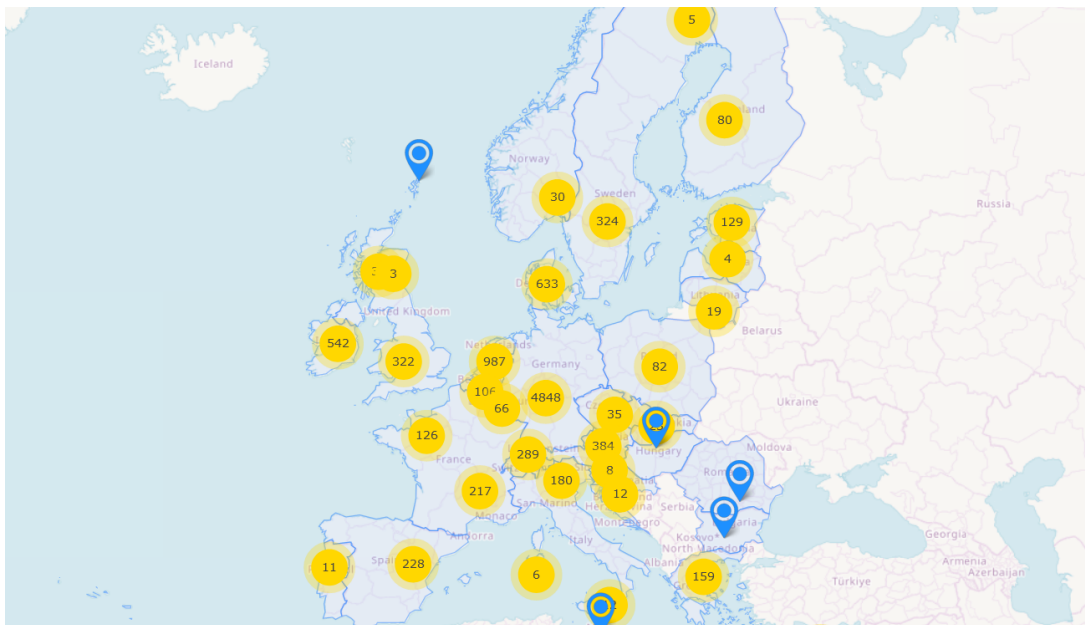 5
Iceland
80
Norway
30
Sweden
324
129
4
Russia
3
633
19
United Kingdom
Belarus
542
322
Netherlands
987
Germany
82
106
66
4848
35
Ukraine
126
France
289
384
Hungary
Moldova
8
180
217
12
San Marino
Monaco
Serbia
Montenegro
Italy
Kosovo*
North Macedonia
Andorra
Albania
Georgia
Armenia
Azerbaijan
Türkiye
11
228
6
159